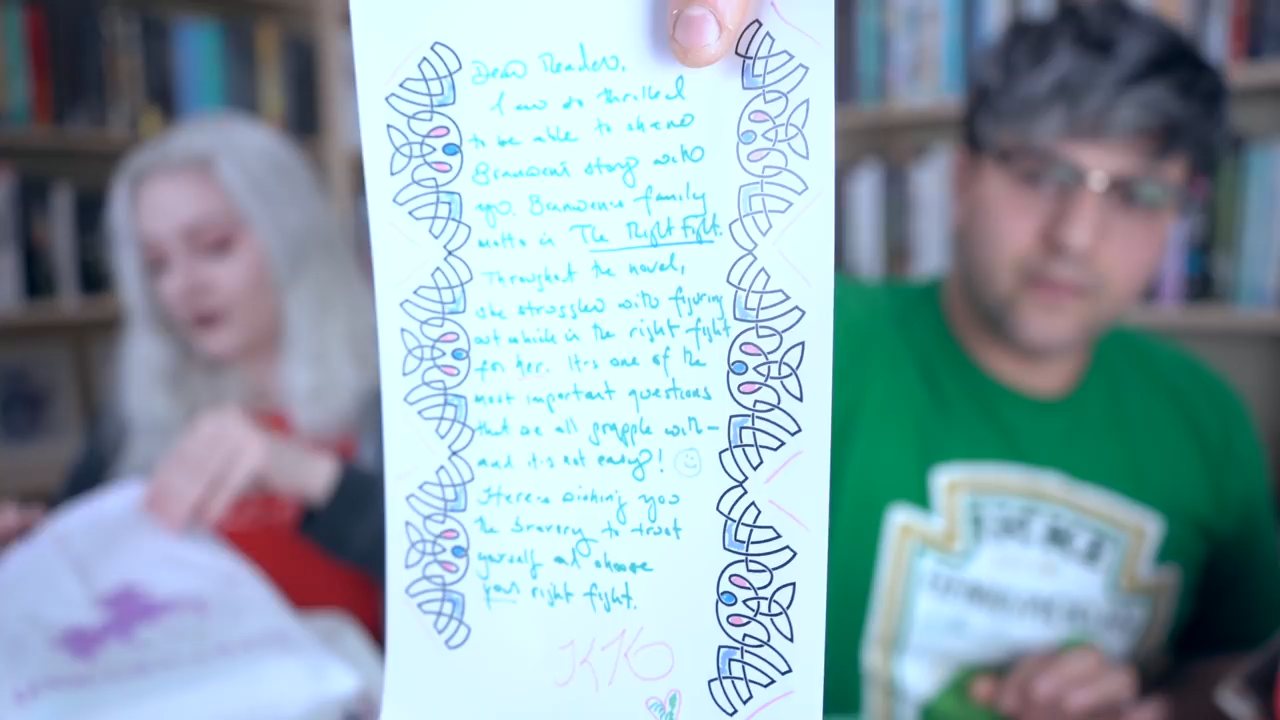 Dear Reader,
I am so thrilled
to be able to share
Branwen's story with
you. Branwen's family
motto is The Right Fight.
Throughout the novel,
she struggles with figuring
out which is the right fight
for her. It's one of the
most important questions
that we all grapple with—
and it's not easy! ☺
Here's wishing you
the bravery to trust
yourself and choose
your right fight.